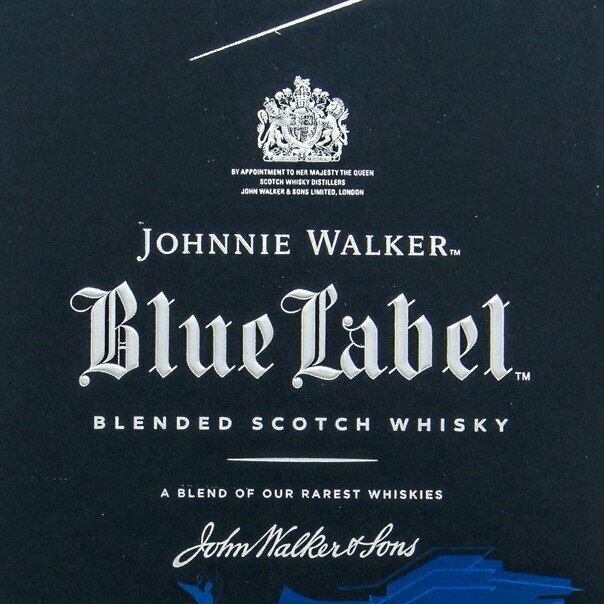 BY APPOINTMENT TO HER MAJESTY THE QUEEN
SCOTCH WHISKY DISTILLERS
JOHN WALKER & SONS LIMITED, LONDON
JOHNNIE WALKER™
Blue Label™
BLENDED SCOTCH WHISKY
A BLEND OF OUR RAREST WHISKIES
John Walker & Sons